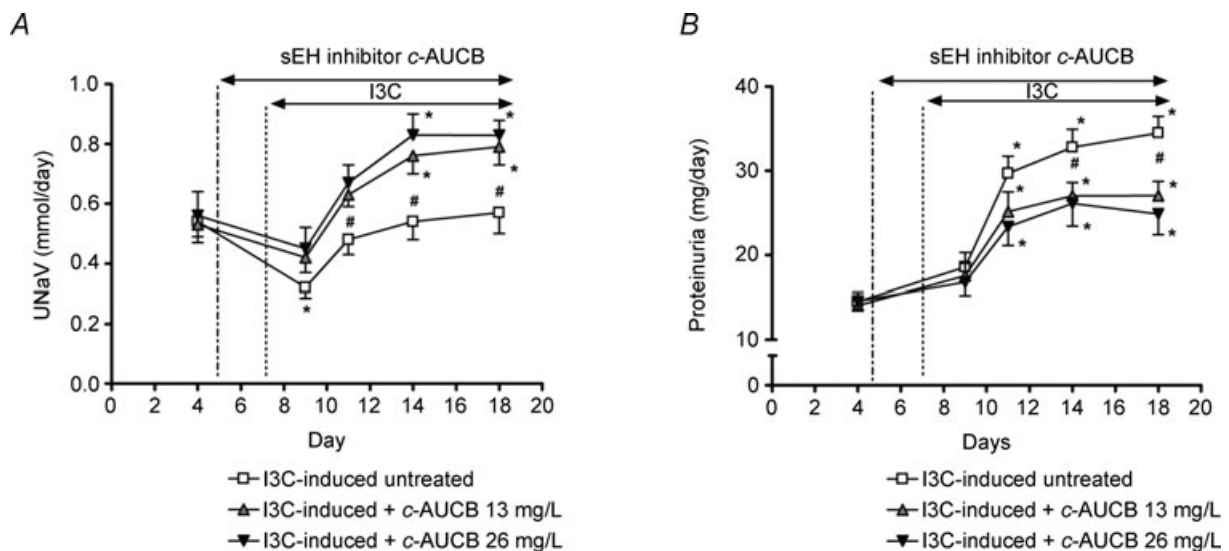 A
sEH inhibitor c-AUCB
I3C
1.0
0.8
0.6
0.4
0.2
0.0
UNaV (mmol/day)
* *
* *
# # #
*
0 2 4 6 8 10 12 14 16 18 20
Day
I3C-induced untreated
I3C-induced + c-AUCB 13 mg/L
I3C-induced + c-AUCB 26 mg/L
B
sEH inhibitor c-AUCB
I3C
40
30
20
10
0
Proteinuria (mg/day)
* * *
# #
* * *
* * *
0 2 4 6 8 10 12 14 16 18 20
Days
I3C-induced untreated
I3C-induced + c-AUCB 13 mg/L
I3C-induced + c-AUCB 26 mg/L